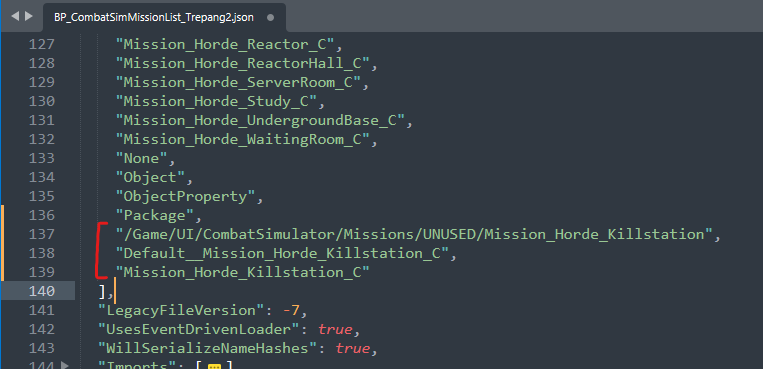 BP_CombatSimMissionList_Trepang2.json
127 "Mission_Horde_Reactor_C",
128 "Mission_Horde_ReactorHall_C",
129 "Mission_Horde_ServerRoom_C",
130 "Mission_Horde_Study_C",
131 "Mission_Horde_UndergroundBase_C",
132 "Mission_Horde_WaitingRoom_C",
133 "None",
134 "Object",
135 "ObjectProperty",
136 "Package",
137 "/Game/UI/CombatSimulator/Missions/UNUSED/Mission_Horde_Killstation",
138 "Default__Mission_Horde_Killstation_C",
139 "Mission_Horde_Killstation_C"
140 ],
141 "LegacyFileVersion": -7,
142 "UsesEventDrivenLoader": true,
143 "WillSerializeNameHashes": true,
144 "Imports": [ ]